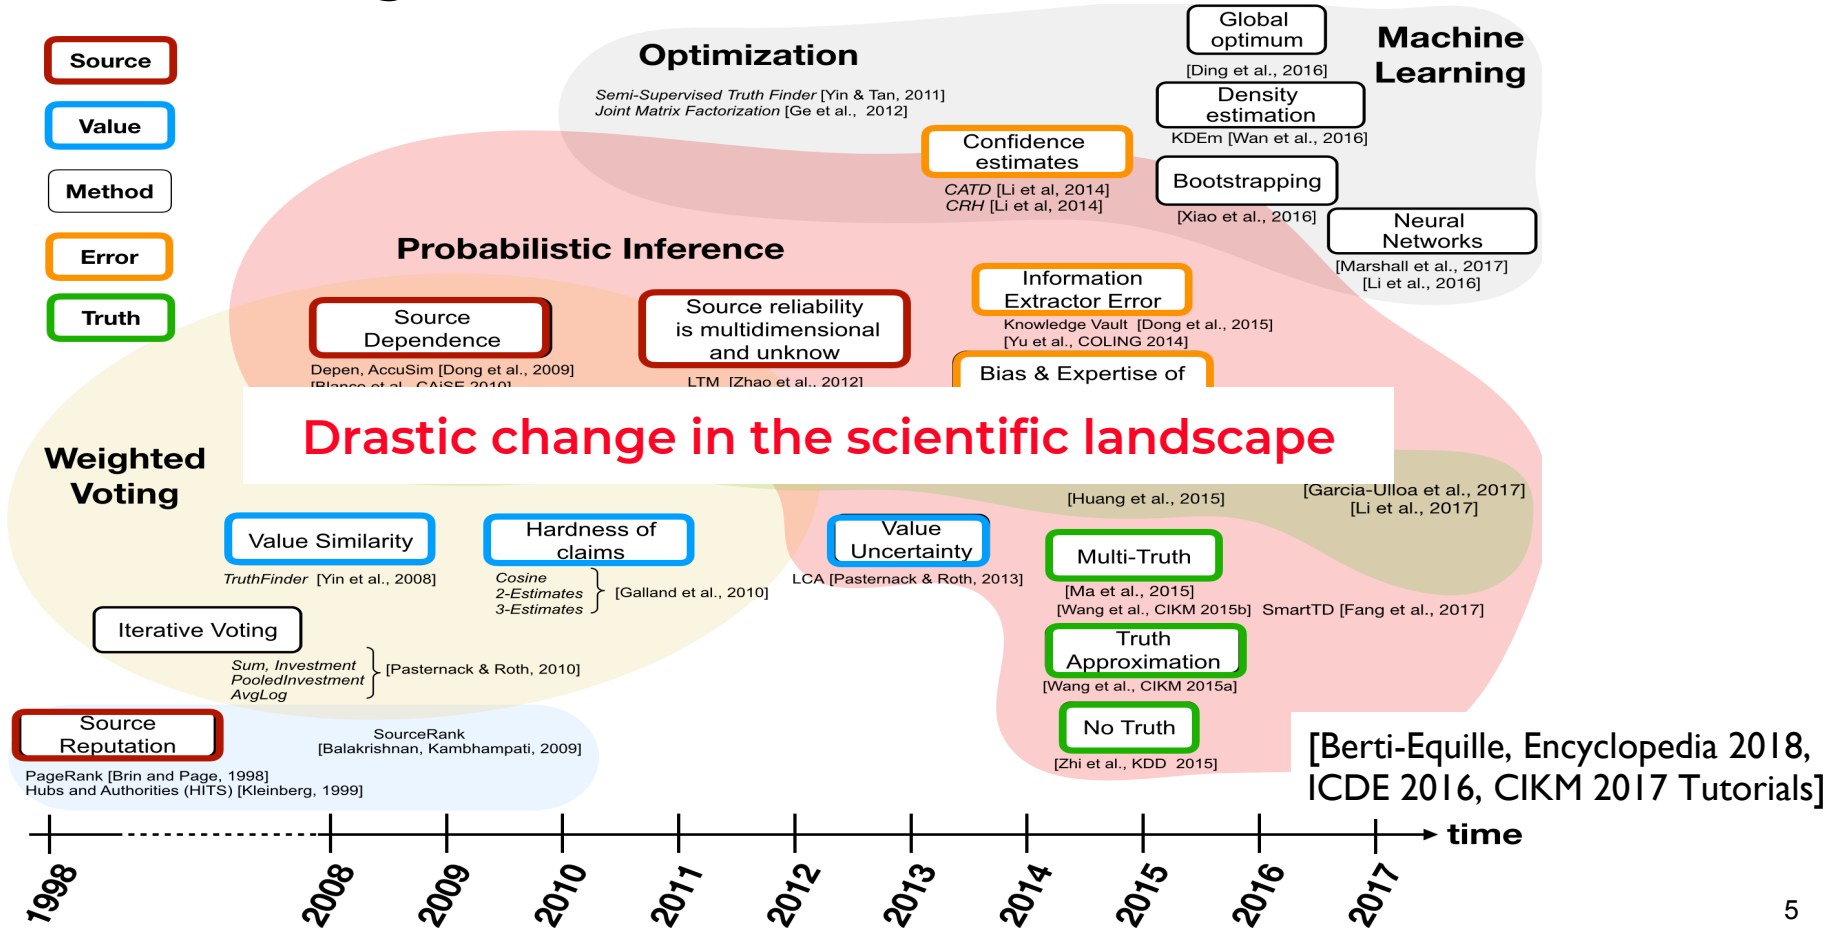 Source
Value
Method
Error
Truth
Optimization
Semi-Supervised Truth Finder [Yin & Tan, 2011]
Joint Matrix Factorization [Ge et al., 2012]
Global
optimum
[Ding et al., 2016]
Machine
Learning
Density
estimation
KDEm [Wan et al., 2016]
Confidence
estimates
CATD [Li et al, 2014]
CRH [Li et al, 2014]
Bootstrapping
[Xiao et al., 2016]
Neural
Networks
[Marshall et al., 2017]
[Li et al., 2016]
Probabilistic Inference
Source
Dependence
Depen, AccuSim [Dong et al., 2009]
[Blanco et al., CAiSE 2010]
Source reliability
is multidimensional
and unknow
LTM [Zhao et al., 2012]
Information
Extractor Error
Knowledge Vault [Dong et al., 2015]
[Yu et al., COLING 2014]
Bias & Expertise of
Drastic change in the scientific landscape
Weighted
Voting
[Huang et al., 2015]
[Garcia-Ulloa et al., 2017]
[Li et al., 2017]
Value Similarity
TruthFinder [Yin et al., 2008]
Hardness of
claims
Cosine
2-Estimates
3-Estimates
[Galland et al., 2010]
Value
Uncertainty
LCA [Pasternack & Roth, 2013]
Multi-Truth
[Ma et al., 2015]
[Wang et al., CIKM 2015b] SmartTD [Fang et al., 2017]
Iterative Voting
Sum, Investment
PooledInvestment
AvgLog
[Pasternack & Roth, 2010]
Truth
Approximation
[Wang et al., CIKM 2015a]
Source
Reputation
PageRank [Brin and Page, 1998]
Hubs and Authorities (HITS) [Kleinberg, 1999]
SourceRank
[Balakrishnan, Kambhampati, 2009]
No Truth
[Zhi et al., KDD 2015]
[Berti-Equille, Encyclopedia 2018,
ICDE 2016, CIKM 2017 Tutorials]
time
1998
2008
2009
2010
2011
2012
2013
2014
2015
2016
2017
5